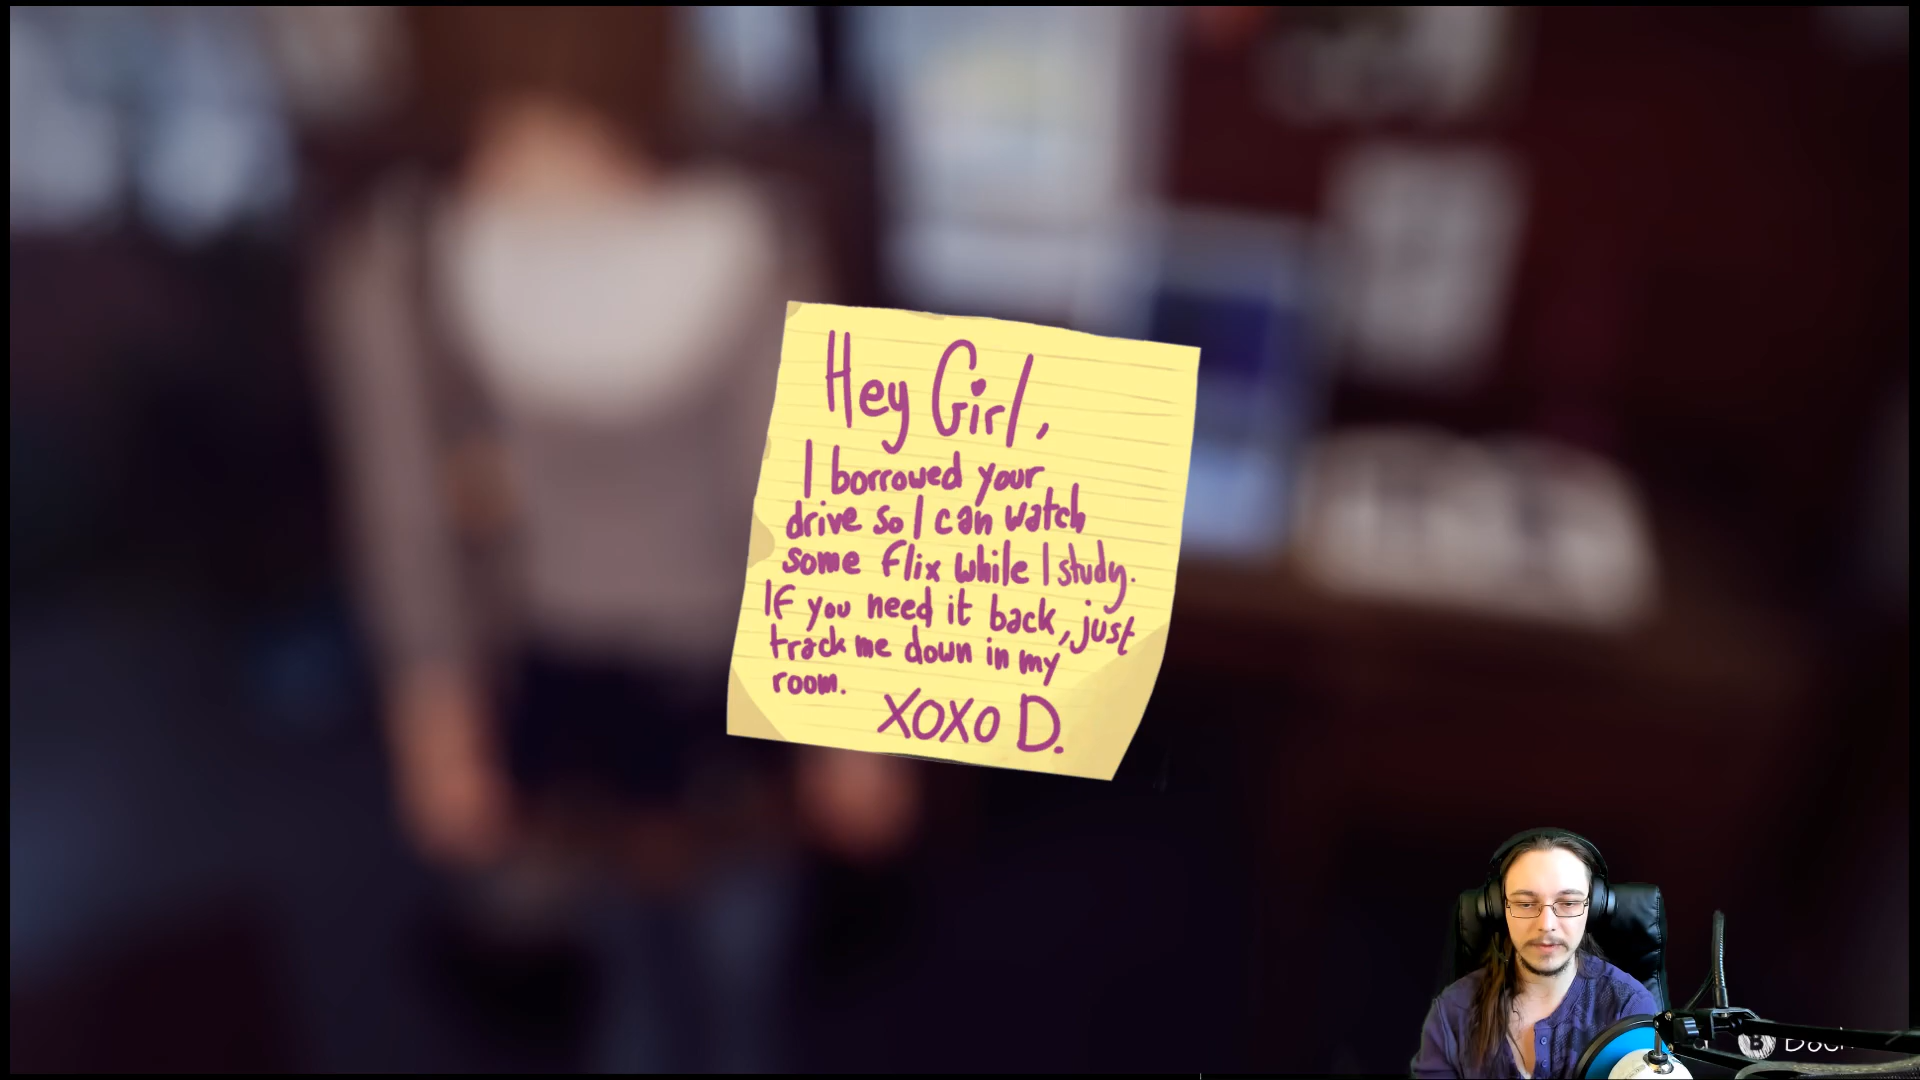 Hey Girl,
I borrowed your
drive so I can watch
some flix while I study.
If you need it back, just
track me down in my
room.
XOXO D.
B